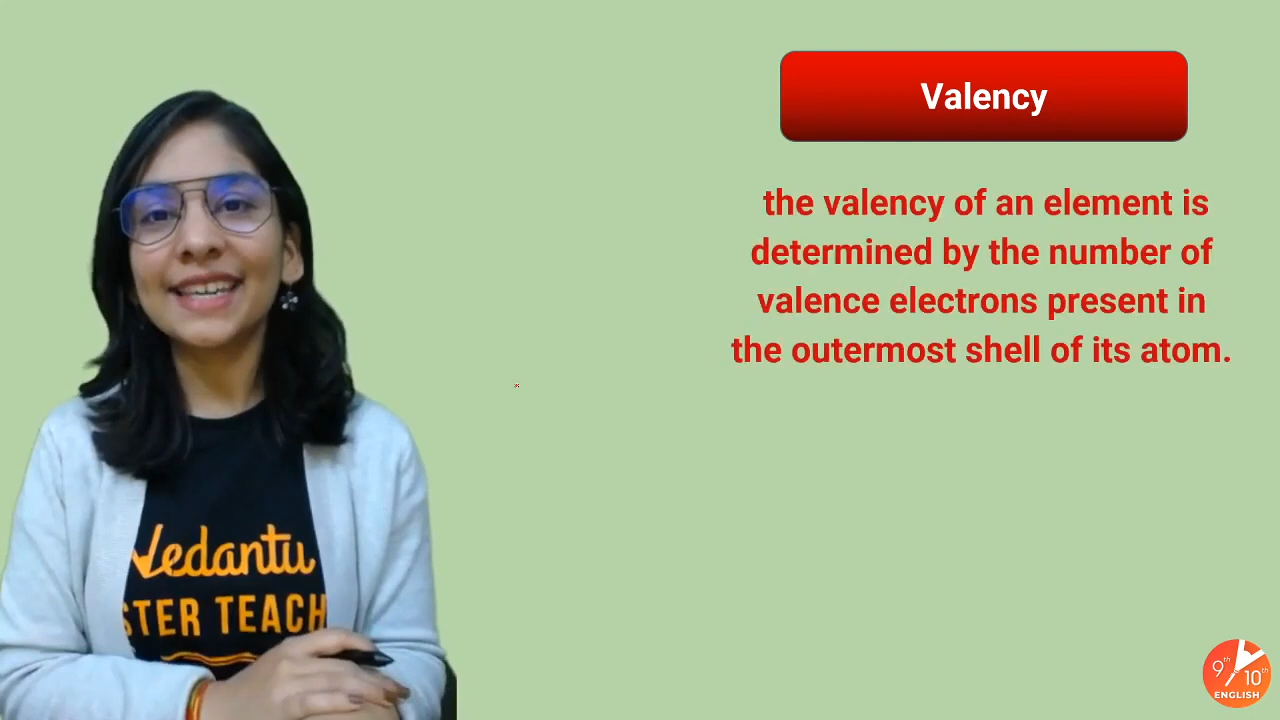 Valency
the valency of an element is
determined by the number of
valence electrons present in
the outermost shell of its atom.
Vedantu
STER TEACH
9th 10th
ENGLISH